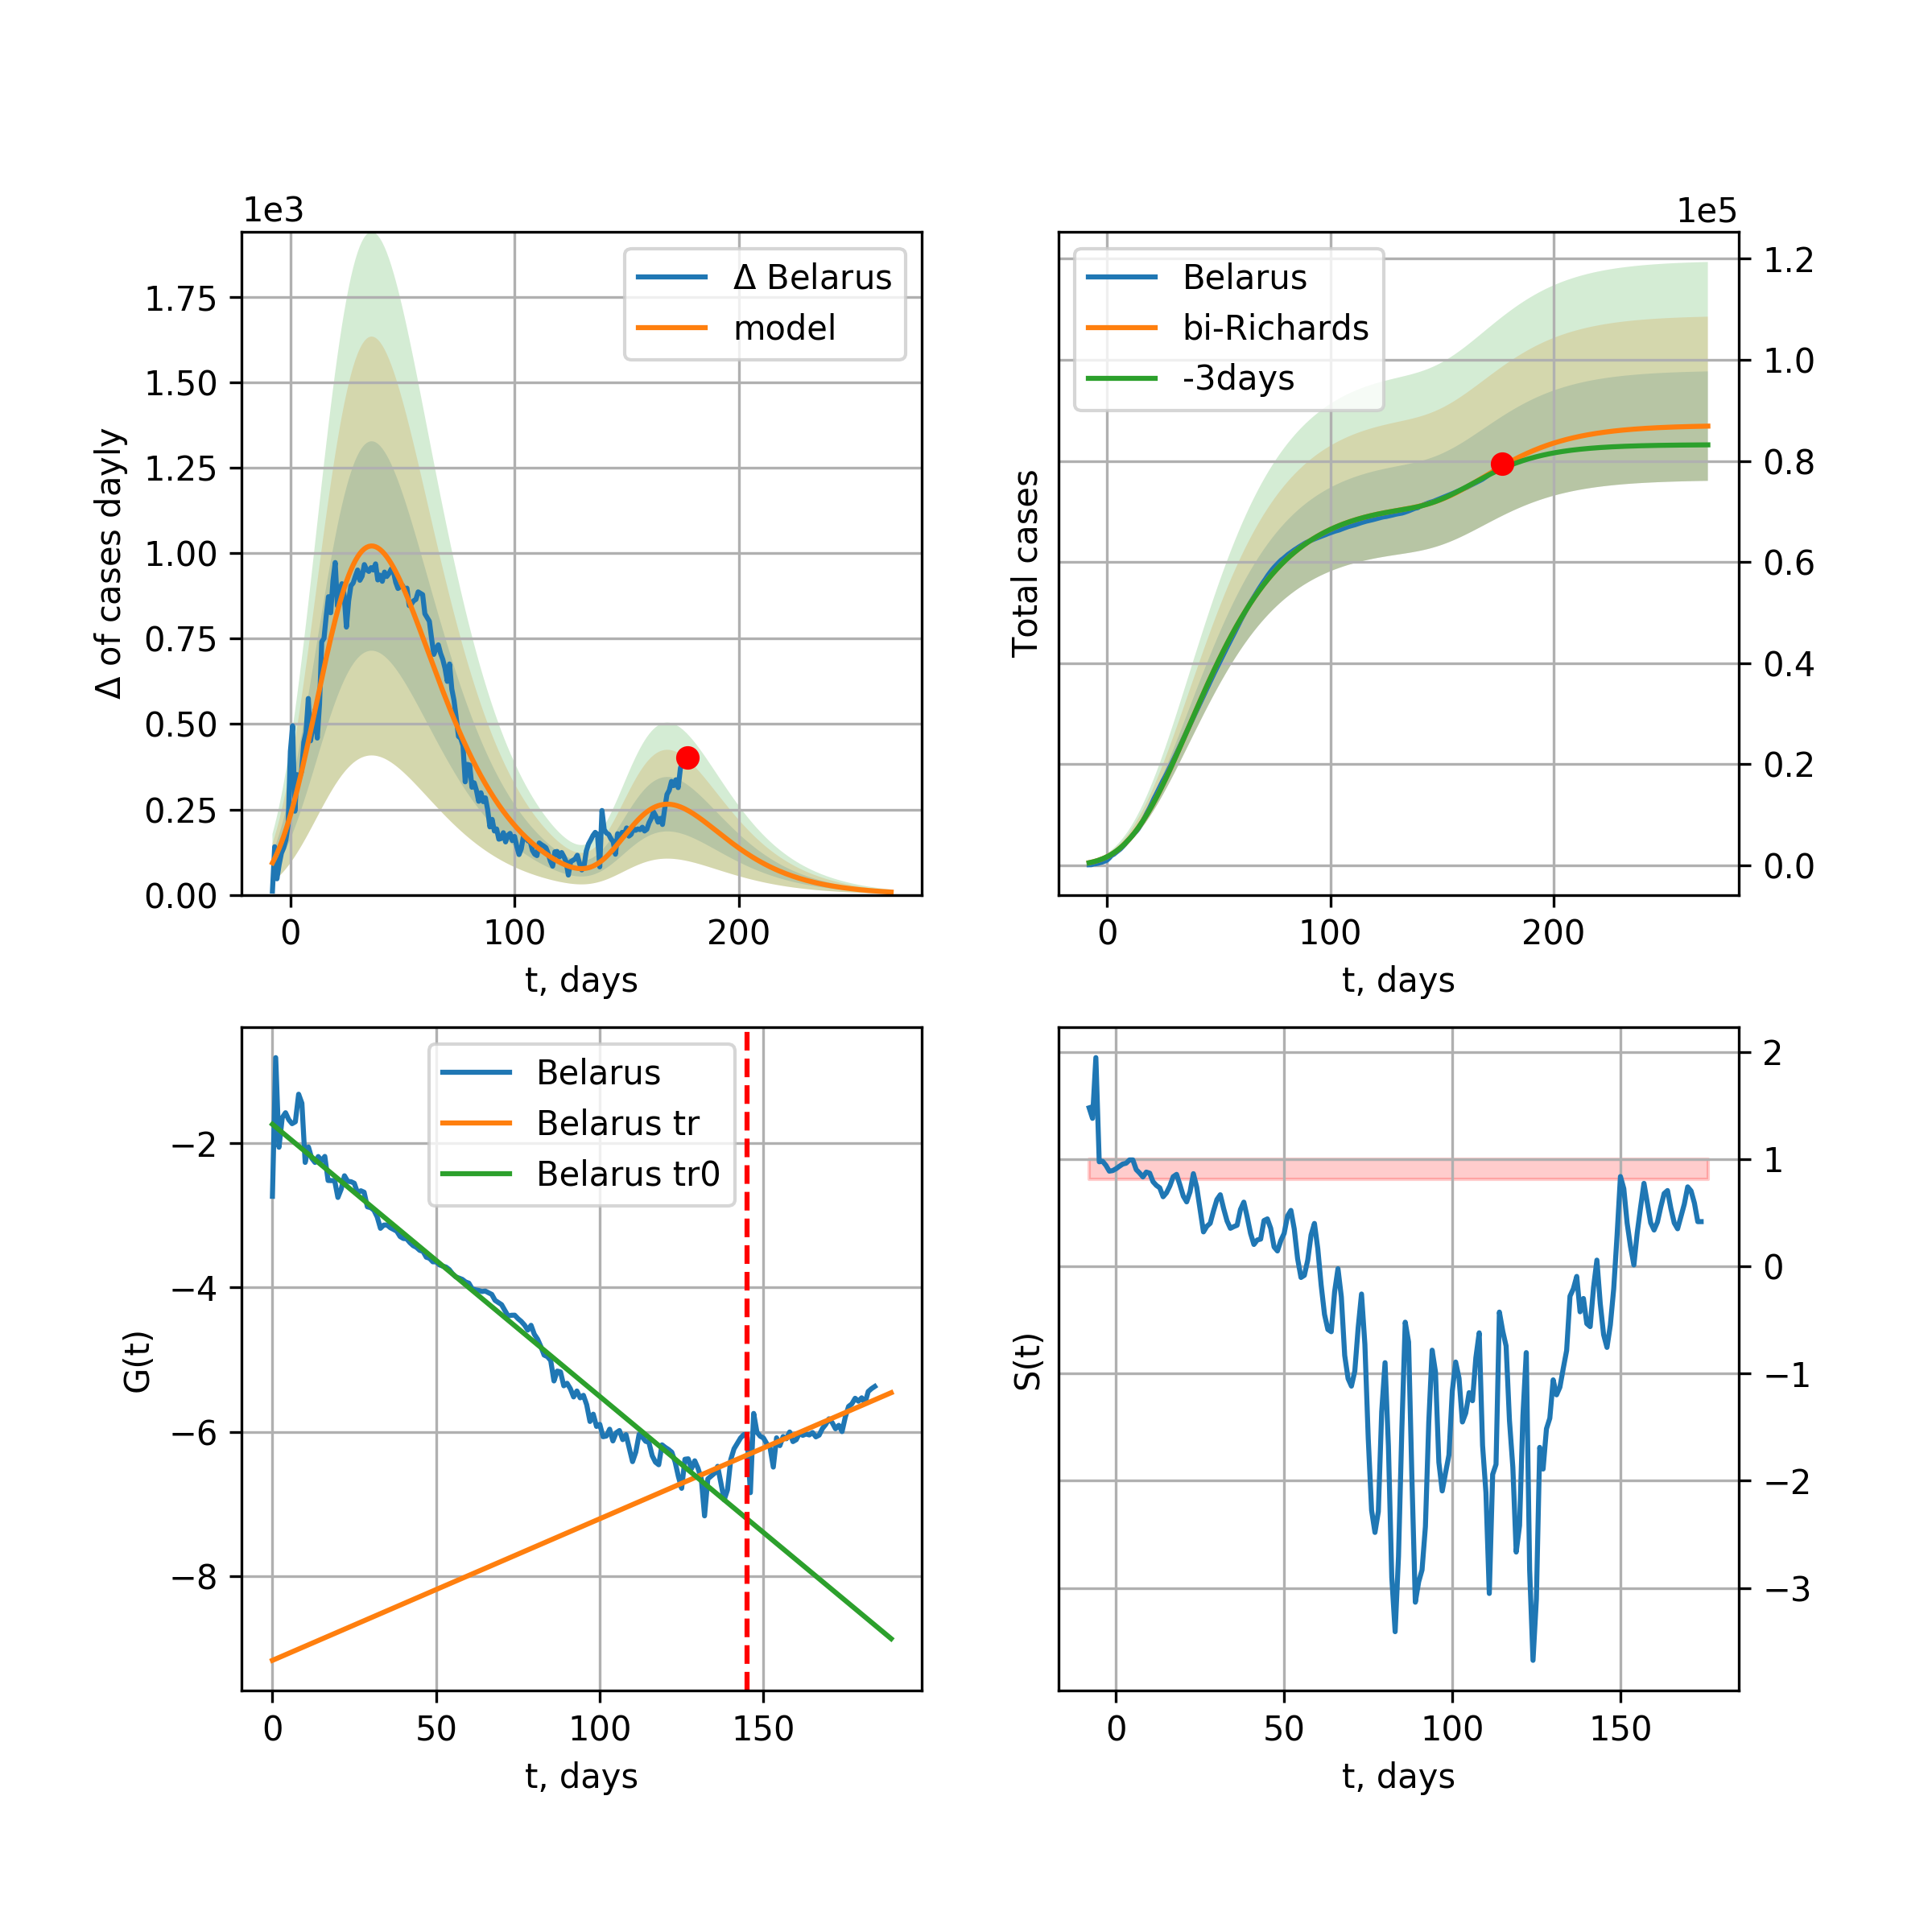 1e3
1.75
1.50
1.25
1.00
0.75
0.50
0.25
0.00
Δ of cases dayly
Δ Belarus
model
0 100 200
t, days
1e5
Total cases
Belarus
bi-Richards
-3days
1.2
1.0
0.8
0.6
0.4
0.2
0.0
0 100 200
t, days
G(t)
−2
−4
−6
−8
Belarus
Belarus tr
Belarus tr0
0 50 100 150
t, days
S(t)
2
1
0
−1
−2
−3
0 50 100 150
t, days